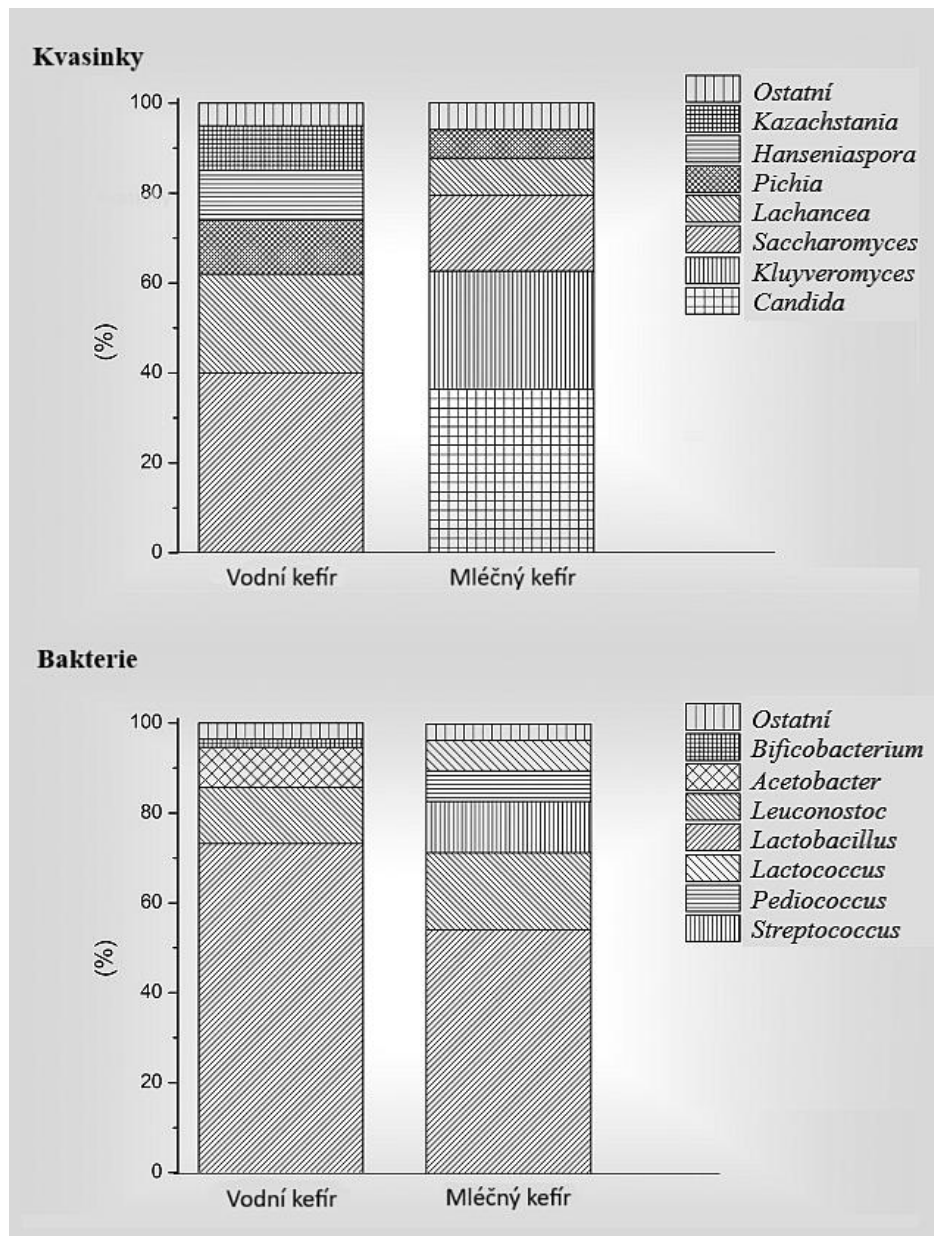 Kvasinky
100
80
60
40
20
0
(%)
Vodní kefír
Mléčný kefír
Ostatní
Kazachstania
Hanseniaspora
Pichia
Lachancea
Saccharomyces
Kluyveromyces
Candida
Bakterie
100
80
60
40
20
0
(%)
Vodní kefír
Mléčný kefír
Ostatní
Bificobacterium
Acetobacter
Leuconostoc
Lactobacillus
Lactococcus
Pediococcus
Streptococcus